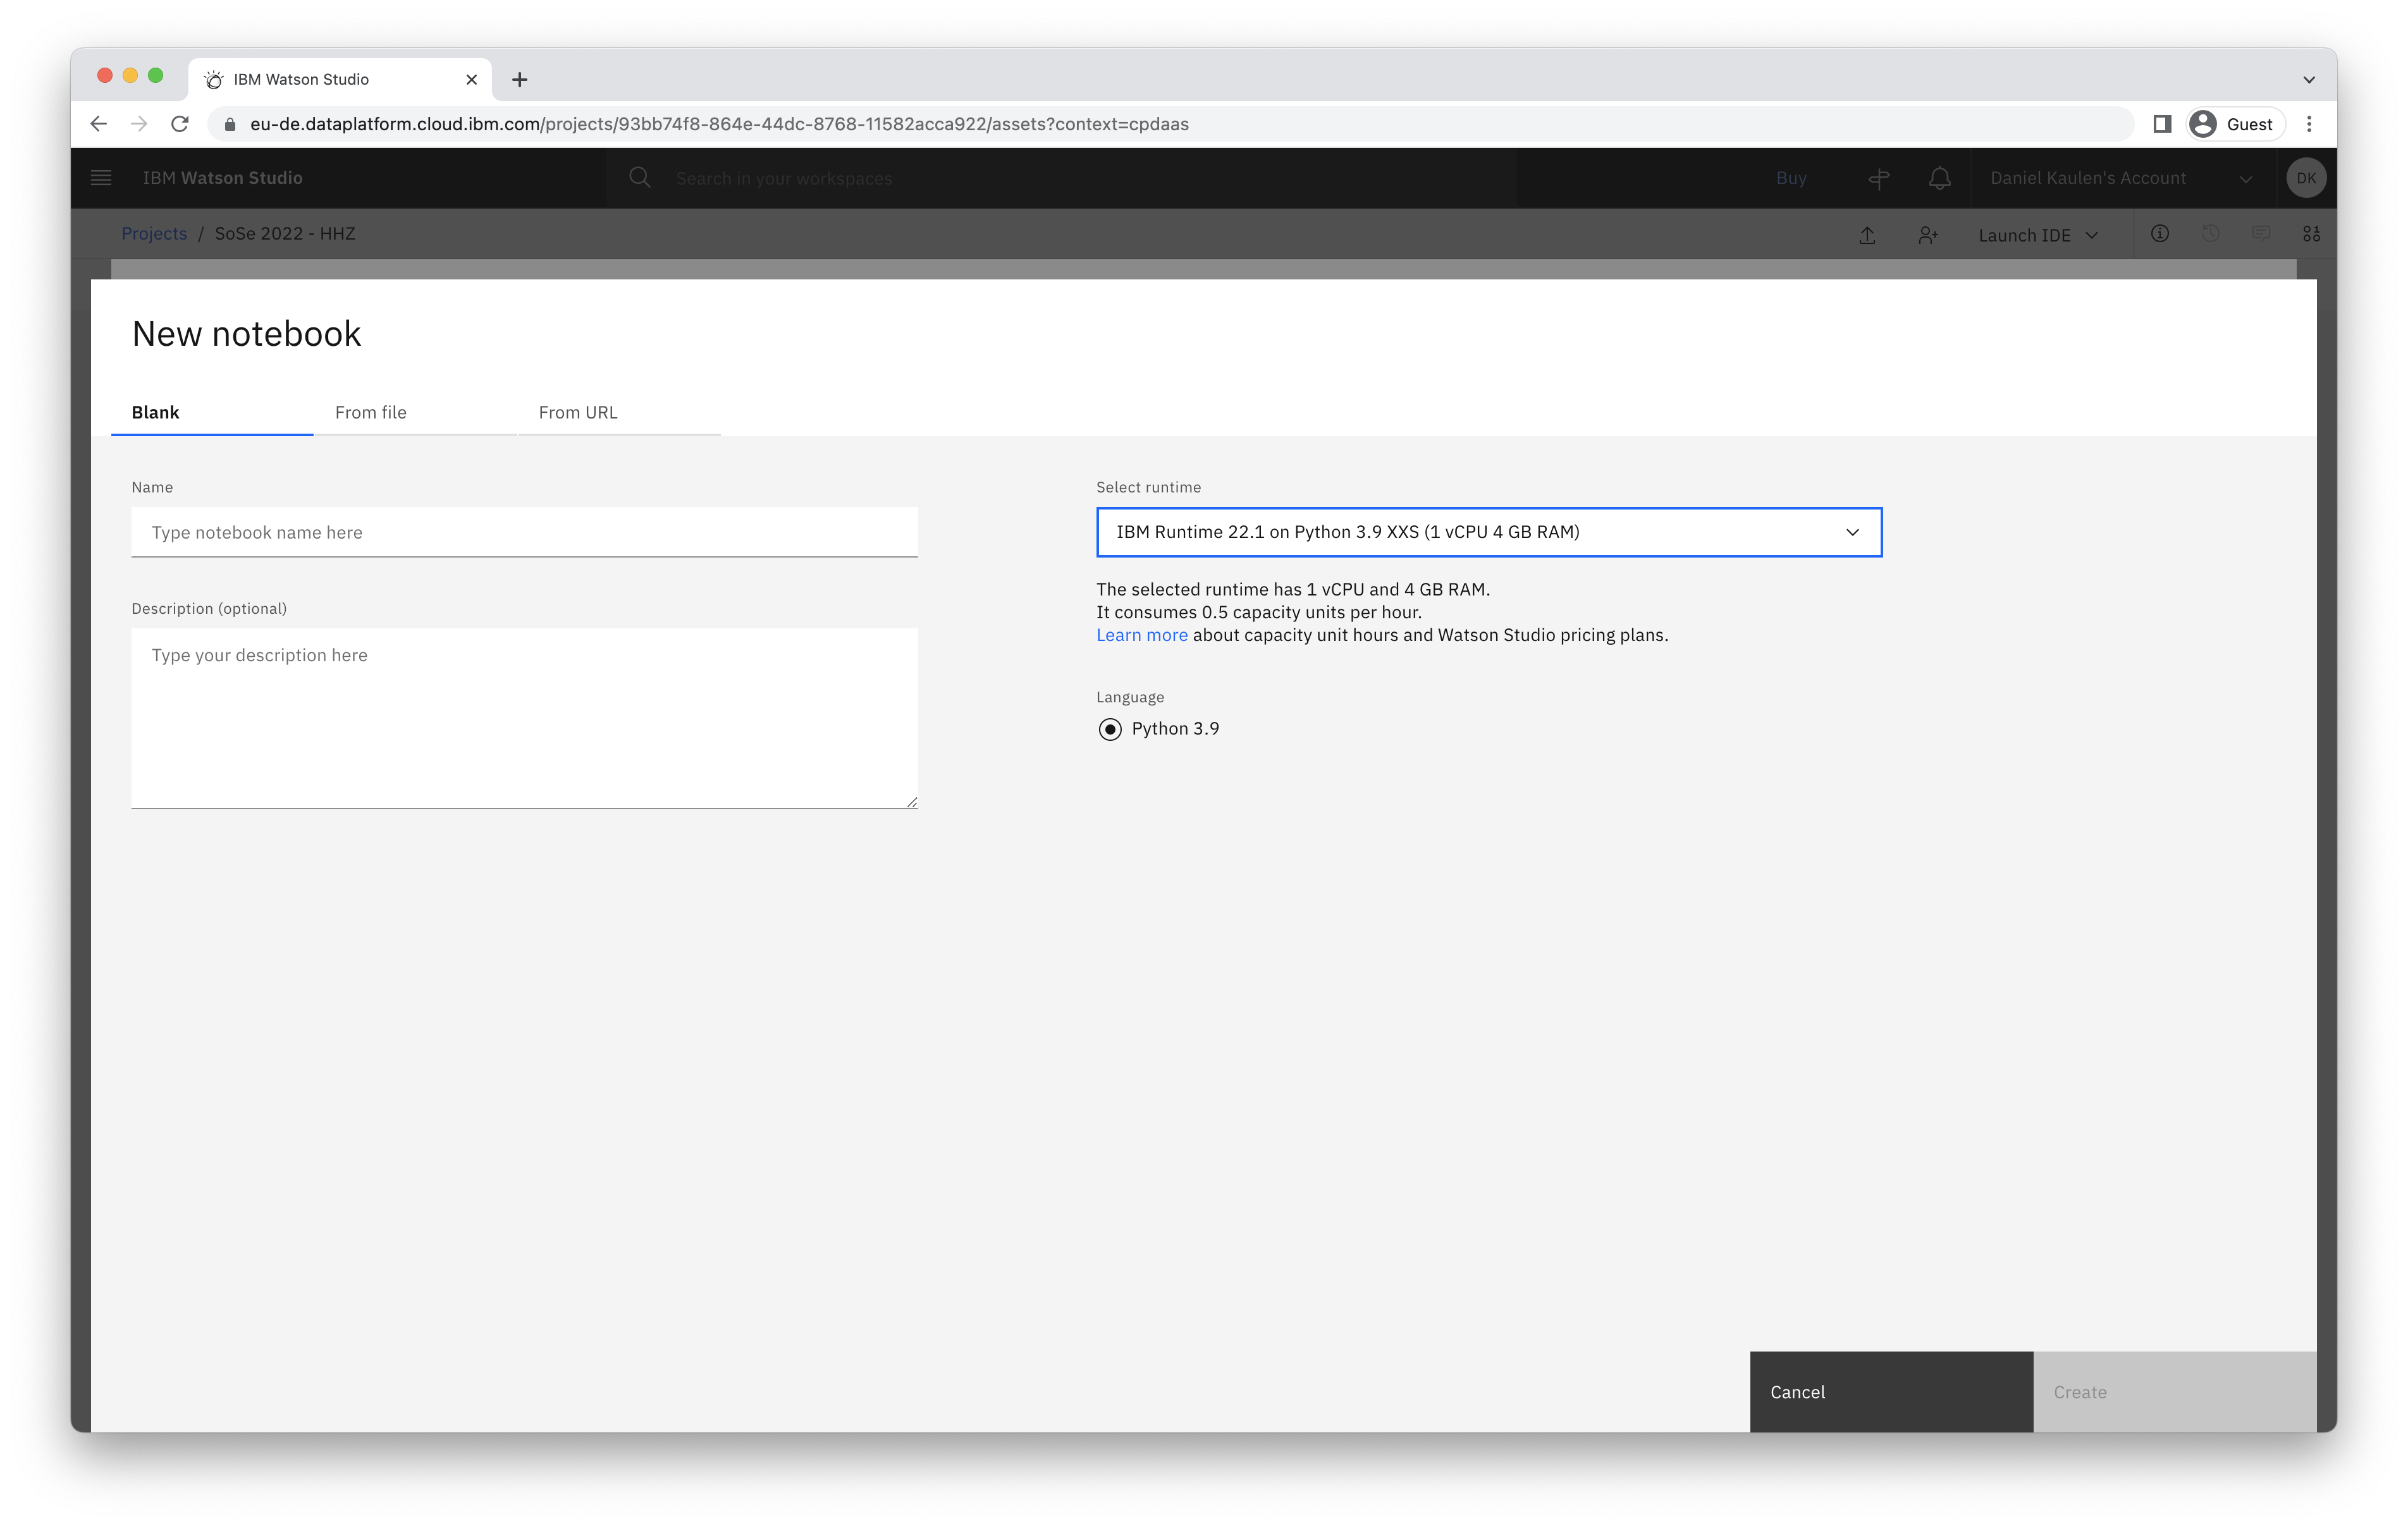 IBM Watson Studio
eu-de.dataplatform.cloud.ibm.com/projects/93bb74f8-864e-44dc-8768-11582acca922/assets?context=cpdaas
Guest
IBM Watson Studio
Search in your workspaces
Buy
Daniel Kaulen's Account
DK
Projects / SoSe 2022 - HHZ
Launch IDE
New notebook
Blank
From file
From URL
Name
Type notebook name here
Description (optional)
Type your description here
Select runtime
IBM Runtime 22.1 on Python 3.9 XXS (1 vCPU 4 GB RAM)
The selected runtime has 1 vCPU and 4 GB RAM.
It consumes 0.5 capacity units per hour.
Learn more about capacity unit hours and Watson Studio pricing plans.
Language
Python 3.9
Cancel
Create